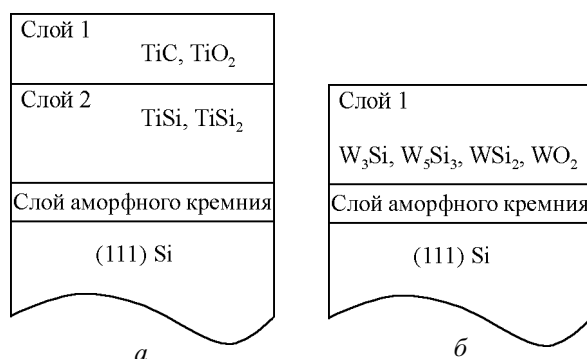 Слой 1
TiC, TiO₂
Слой 2
TiSi, TiSi₂
Слой аморфного кремния
(111) Si
а
Слой 1
W₃Si, W₅Si₃, WSi₂, WO₂
Слой аморфного кремния
(111) Si
б